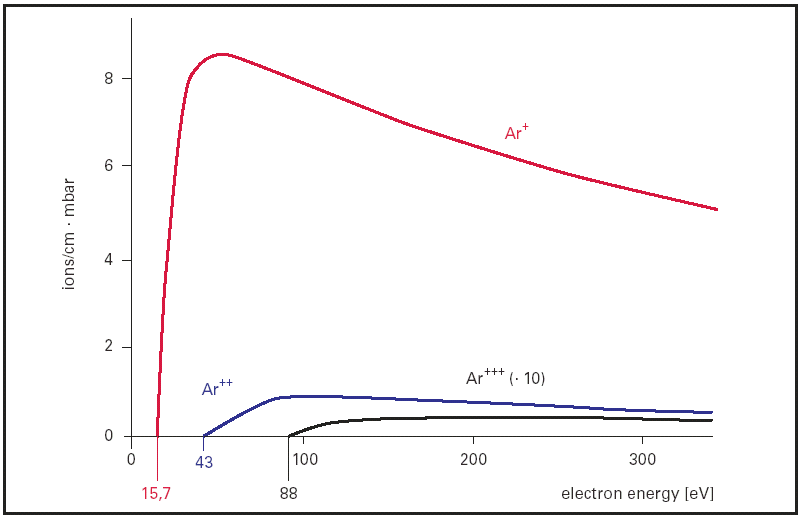 8
6
4
2
0
ions/cm · mbar
Ar⁺
Ar⁺⁺
Ar⁺⁺⁺ (· 10)
0
43
100
200
300
15,7
88
electron energy [eV]